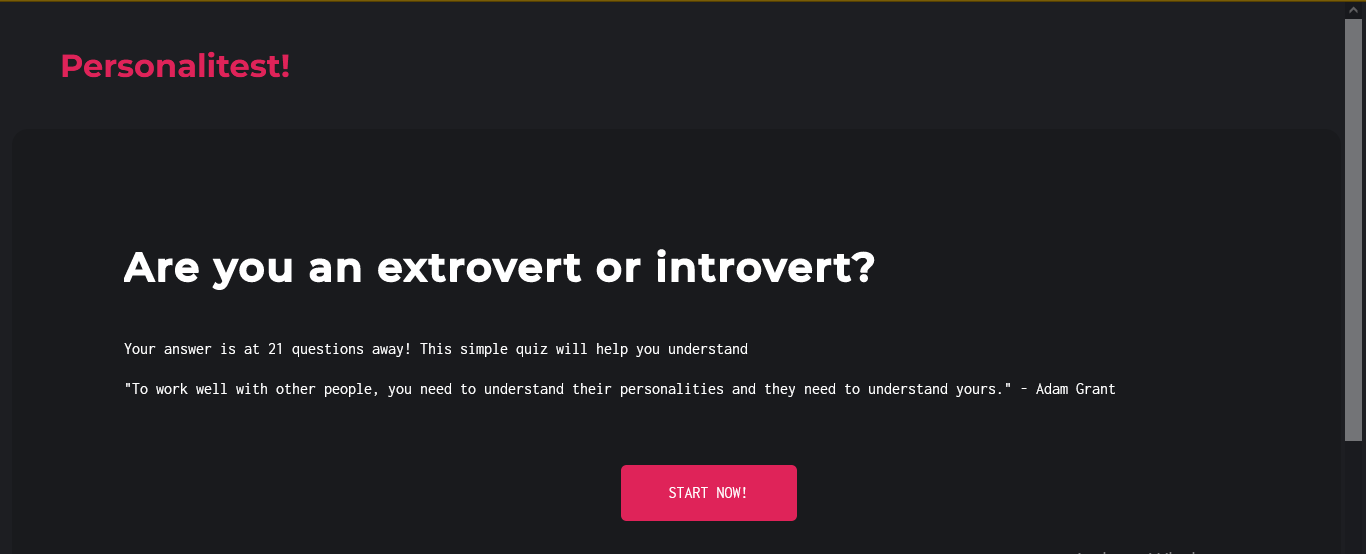 Personalitest!
Are you an extrovert or introvert?
Your answer is at 21 questions away! This simple quiz will help you understand
"To work well with other people, you need to understand their personalities and they need to understand yours." - Adam Grant
START NOW!